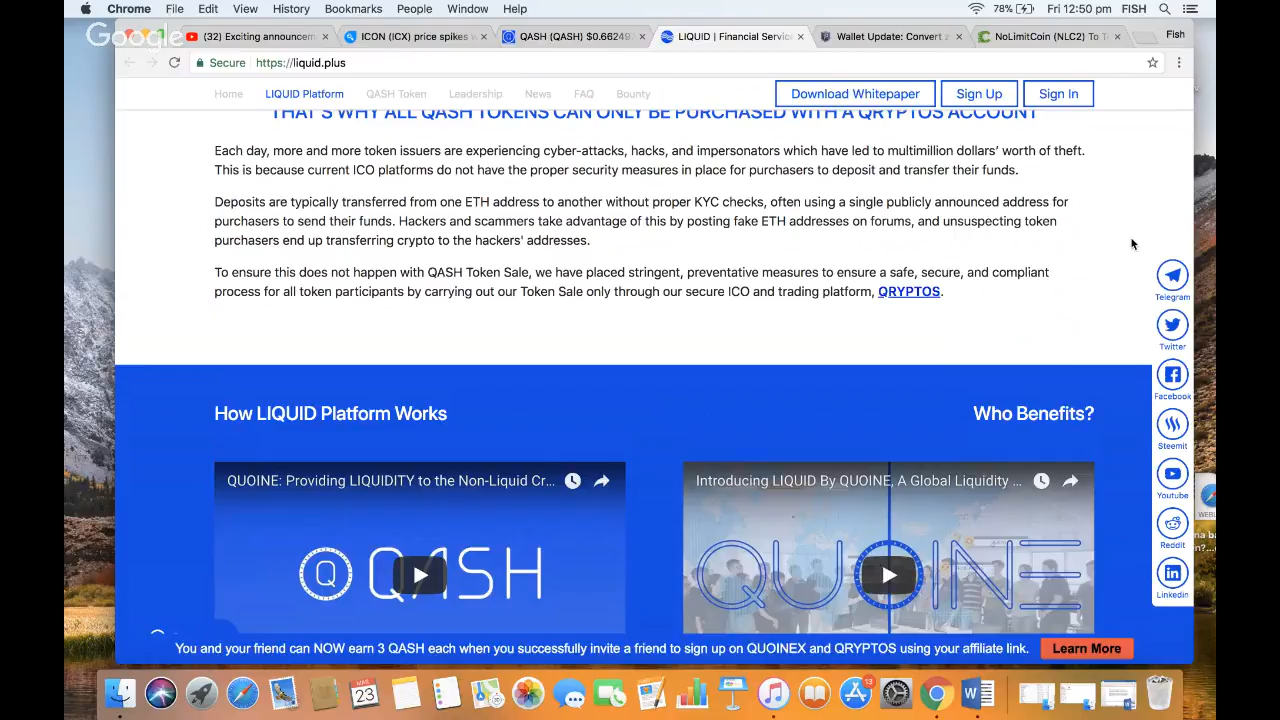 Chrome File Edit View History Bookmarks People Window Help 78% Fri 12:50 pm FISH
Google
(32) Exciting announcem ICON (ICX) price spikes w QASH (QASH) $0.66249 LIQUID | Financial Service Wallet Update: Convert z NoLimitCoin (NLC2) To T Fish
Secure https://liquid.plus
Home LIQUID Platform QASH Token Leadership News FAQ Bounty Download Whitepaper Sign Up Sign In
THAT'S WHY ALL QASH TOKENS CAN ONLY BE PURCHASED WITH A QRYPTOS ACCOUNT
Each day, more and more token issuers are experiencing cyber-attacks, hacks, and impersonators which have led to multimillion dollars' worth of theft.
This is because current ICO platforms do not have the proper security measures in place for purchasers to deposit and transfer their funds.
Deposits are typically transferred from one ETH address to another without proper KYC checks, often using a single publicly announced address for
purchasers to send their funds. Hackers and scammers take advantage of this by posting fake ETH addresses on forums, and unsuspecting token
purchasers end up transferring crypto to the hackers' addresses.
To ensure this does not happen with QASH Token Sale, we have placed stringent, preventative measures to ensure a safe, secure, and compliant
process for all token participants by carrying out our Token Sale only through our secure ICO and trading platform, QRYPTOS.
Telegram
Twitter
Facebook
Steemit
Youtube
Reddit
Linkedin
How LIQUID Platform Works Who Benefits?
QUOINE: Providing LIQUIDITY to the Non-Liquid Cr... Introducing LIQUID By QUOINE, A Global Liquidity ...
QASH QUOINE
You and your friend can NOW earn 3 QASH each when you successfully invite a friend to sign up on QUOINEX and QRYPTOS using your affiliate link. Learn More
MAR
23